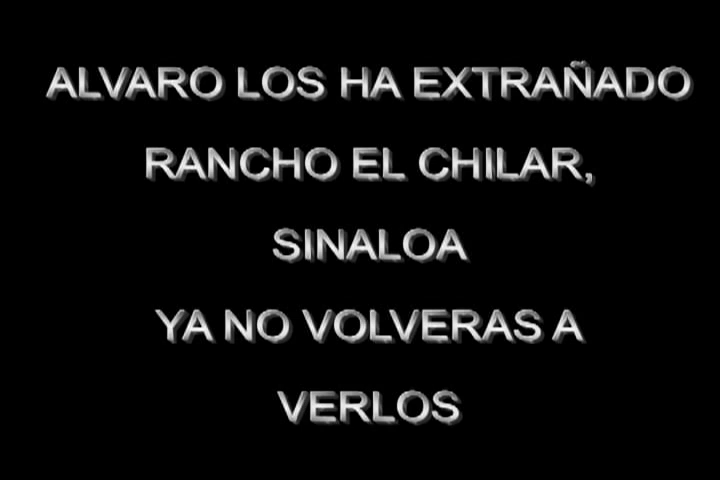 ALVARO LOS HA EXTRAÑADO
RANCHO EL CHILAR,
SINALOA
YA NO VOLVERAS A
VERLOS